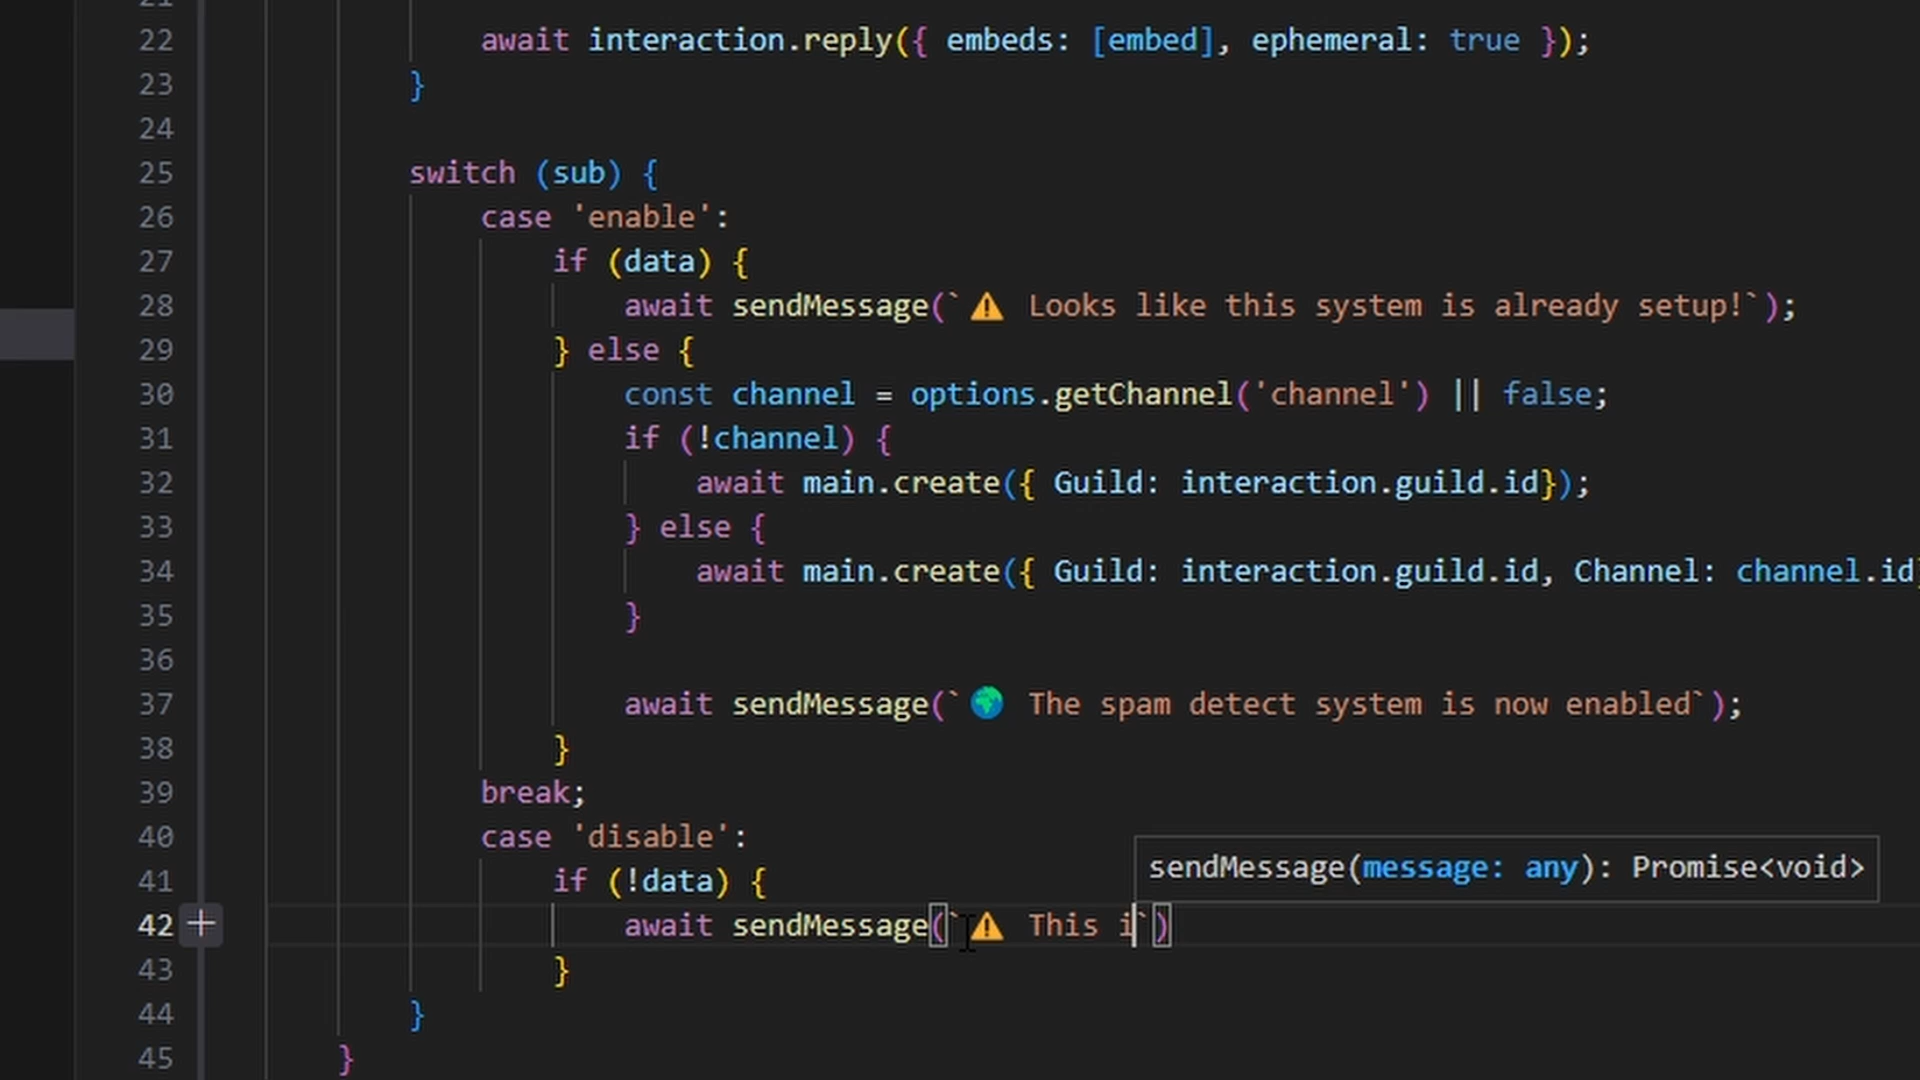 21
22 await interaction.reply({ embeds: [embed], ephemeral: true });
23 }
24
25 switch (sub) {
26 case 'enable':
27 if (data) {
28 await sendMessage(`⚠️ Looks like this system is already setup!`);
29 } else {
30 const channel = options.getChannel('channel') || false;
31 if (!channel) {
32 await main.create({ Guild: interaction.guild.id});
33 } else {
34 await main.create({ Guild: interaction.guild.id, Channel: channel.id}
35 }
36
37 await sendMessage(`🌍 The spam detect system is now enabled`);
38 }
39 break;
40 case 'disable':
sendMessage(message: any): Promise<void>
41 if (!data) {
42 await sendMessage(`⚠️ This i`)
43 }
44 }
45 }